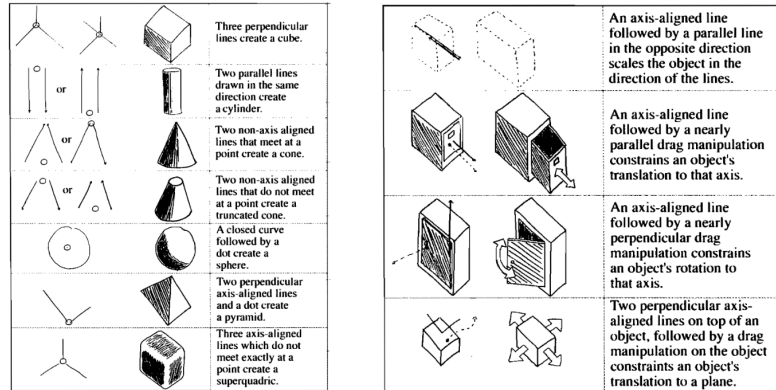 Three perpendicular
lines create a cube.
or
Two parallel lines
drawn in the same
direction create
a cylinder.
or
Two non-axis aligned
lines that meet at a
point create a cone.
or
Two non-axis aligned
lines that do not meet
at a point create a
truncated cone.
A closed curve
followed by a
dot create a
sphere.
Two perpendicular
axis-aligned lines
and a dot create
a pyramid.
Three axis-aligned
lines which do not
meet exactly at a
point create a
superquadric.
An axis-aligned line
followed by a parallel line
in the opposite direction
scales the object in the
direction of the lines.
An axis-aligned line
followed by a nearly
parallel drag manipulation
constrains an object's
translation to that axis.
An axis-aligned line
followed by a nearly
perpendicular drag
manipulation constrains
an object's rotation to
that axis.
?
Two perpendicular axis-
aligned lines on top of an
object, followed by a drag
manipulation on the object
constraints an object's
translation to a plane.